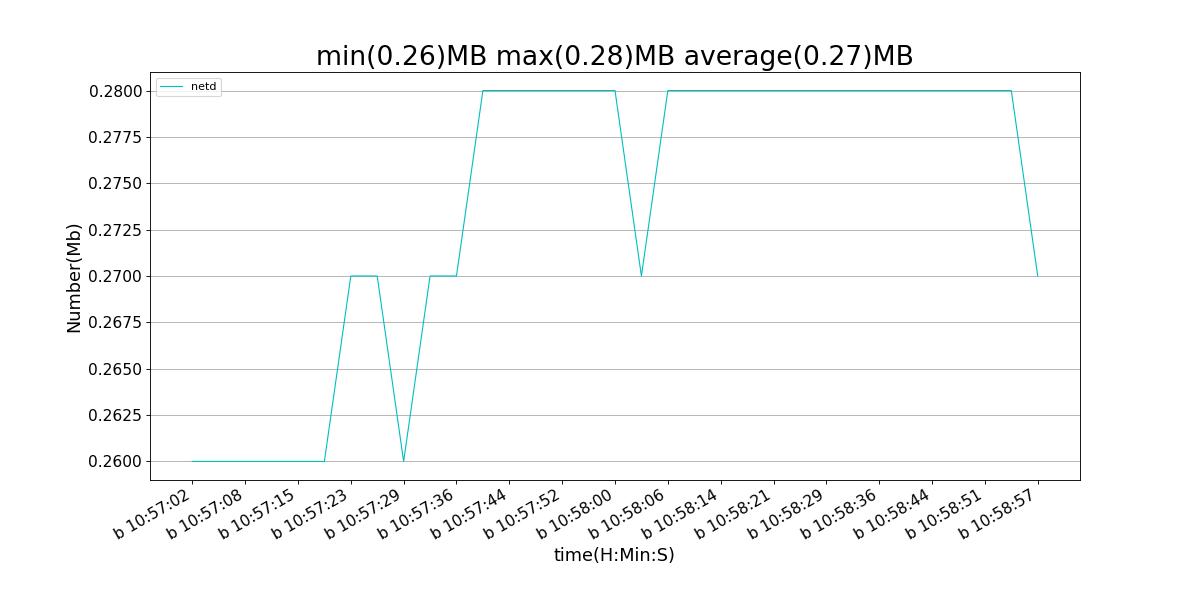 min(0.26)MB max(0.28)MB average(0.27)MB
netd
0.2800
0.2775
0.2750
0.2725
0.2700
0.2675
0.2650
0.2625
0.2600
Number(Mb)
b 10:57:02
b 10:57:08
b 10:57:15
b 10:57:23
b 10:57:29
b 10:57:36
b 10:57:44
b 10:57:52
b 10:58:00
b 10:58:06
b 10:58:14
b 10:58:21
b 10:58:29
b 10:58:36
b 10:58:44
b 10:58:51
b 10:58:57
time(H:Min:S)